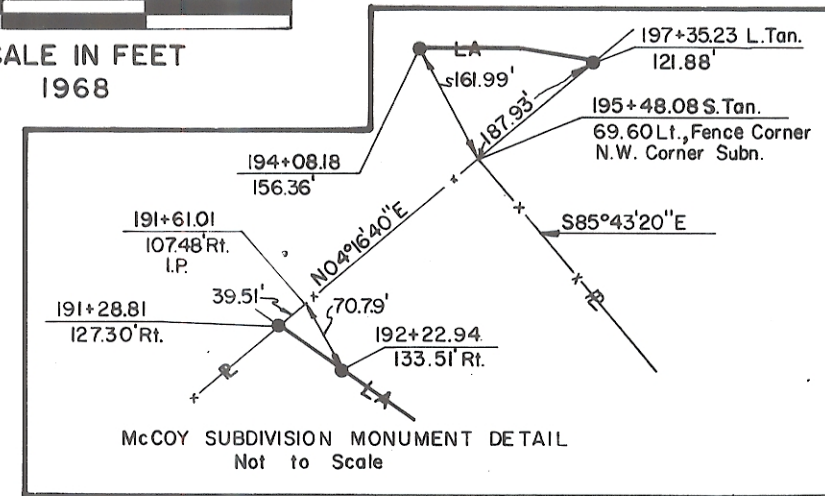 CALE IN FEET
1968
LA
197+35.23 L.Tan.
121.88'
161.99'
187.93'
195+48.08 S.Tan.
69.60 Lt., Fence Corner
N.W. Corner Subn.
194+08.18
156.36'
191+61.01
107.48' Rt.
I.P.
N04°16'40"E
S85°43'20"E
39.51'
70.79'
191+28.81
127.30' Rt.
192+22.94
133.51' Rt.
LA
McCOY SUBDIVISION MONUMENT DETAIL
Not to Scale